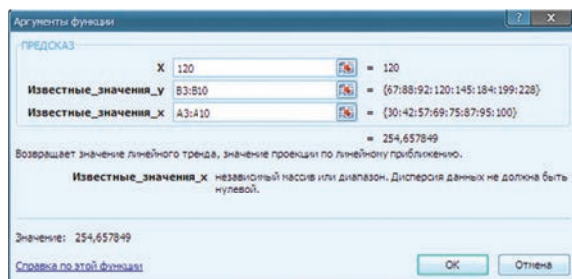 Аргументы функции
ПРЕДСКАЗ
X 120 = 120
Известные_значения_y B3:B10 = {67:88:92:120:145:184:199:228}
Известные_значения_x A3:A10 = {30:42:57:69:75:87:95:100}
= 254,657849
Возвращает значение линейного тренда, значение проекции по линейному приближению.
Известные_значения_x независимый массив или диапазон. Дисперсия данных не должна быть
нулевой.
Значение: 254,657849
Справка по этой функции
ОК Отмена